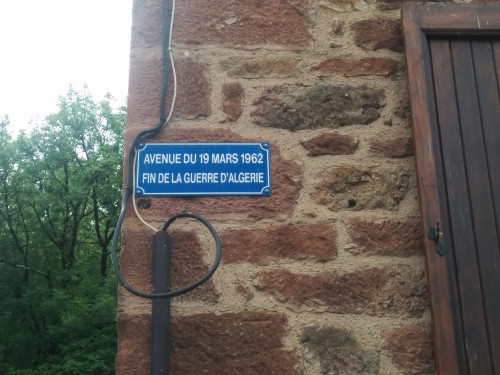 AVENUE DU 19 MARS 1962
FIN DE LA GUERRE D'ALGERIE